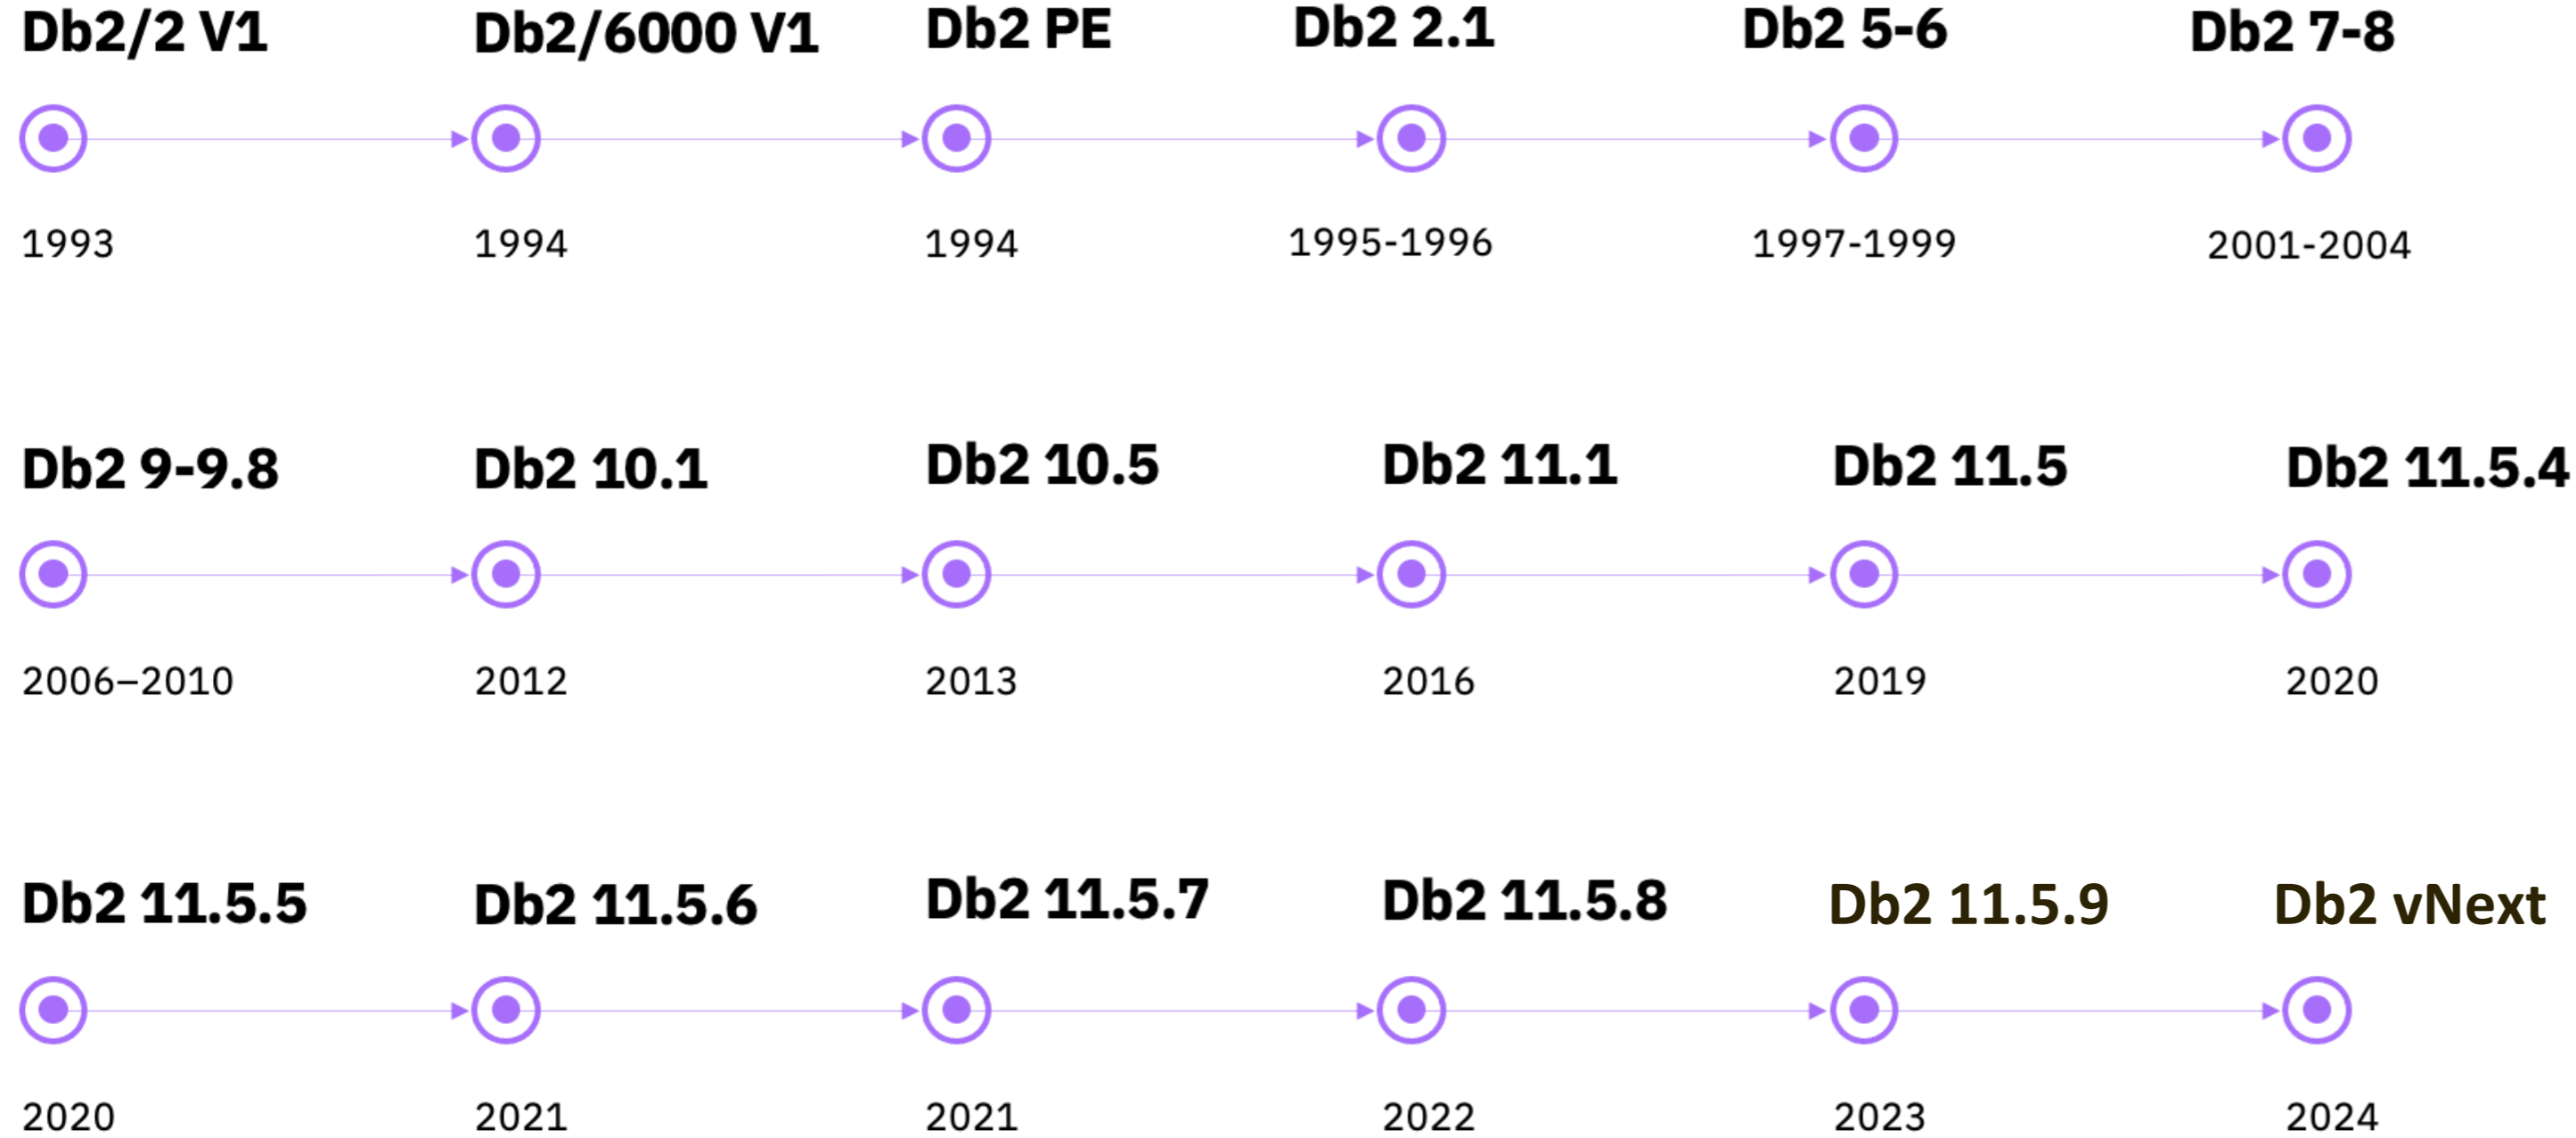 Db2/2 V1 Db2/6000 V1 Db2 PE Db2 2.1 Db2 5-6 Db2 7-8
1993 1994 1994 1995-1996 1997-1999 2001-2004
Db2 9-9.8 Db2 10.1 Db2 10.5 Db2 11.1 Db2 11.5 Db2 11.5.4
2006–2010 2012 2013 2016 2019 2020
Db2 11.5.5 Db2 11.5.6 Db2 11.5.7 Db2 11.5.8 Db2 11.5.9 Db2 vNext
2020 2021 2021 2022 2023 2024